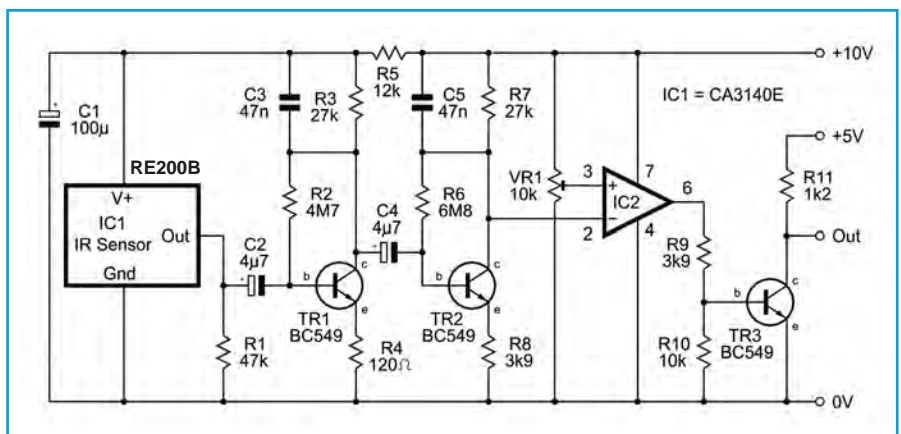 +10V
R5
12k
C3
47n
R3
27k
C5
47n
R7
27k
IC1 = CA3140E
+
C1
100µ
+5V
RE200B
V+
IC1
IR Sensor
Out
Gnd
R2
4M7
R6
6M8
VR1
10k
3
+
7
IC2
6
−
2
4
R11
1k2
Out
C2
4µ7
C4
4µ7
R9
3k9
b
c
e
TR1
BC549
b
c
e
TR2
BC549
b
c
e
TR3
BC549
R1
47k
R4
120Ω
R8
3k9
R10
10k
0V